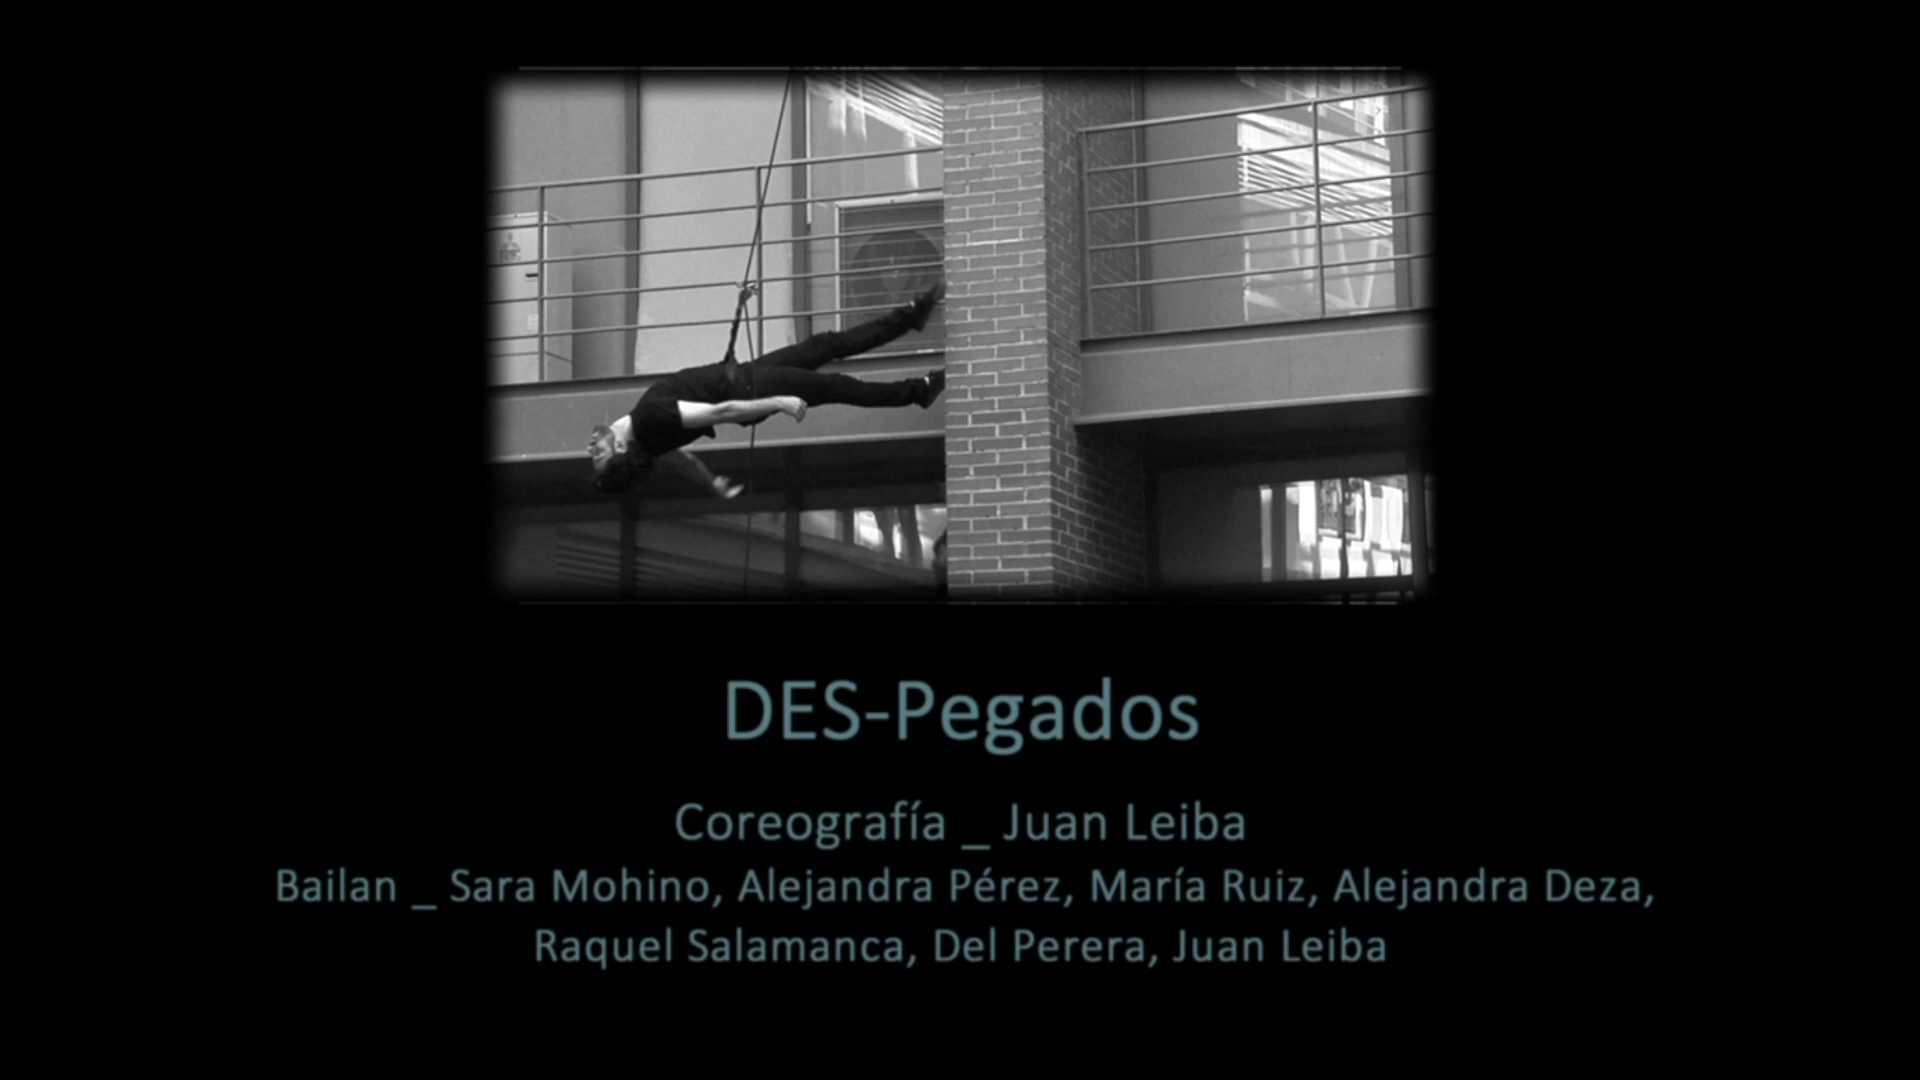 DES-Pegados
Coreografía _ Juan Leiba
Bailan _ Sara Mohino, Alejandra Pérez, María Ruiz, Alejandra Deza,
Raquel Salamanca, Del Perera, Juan Leiba